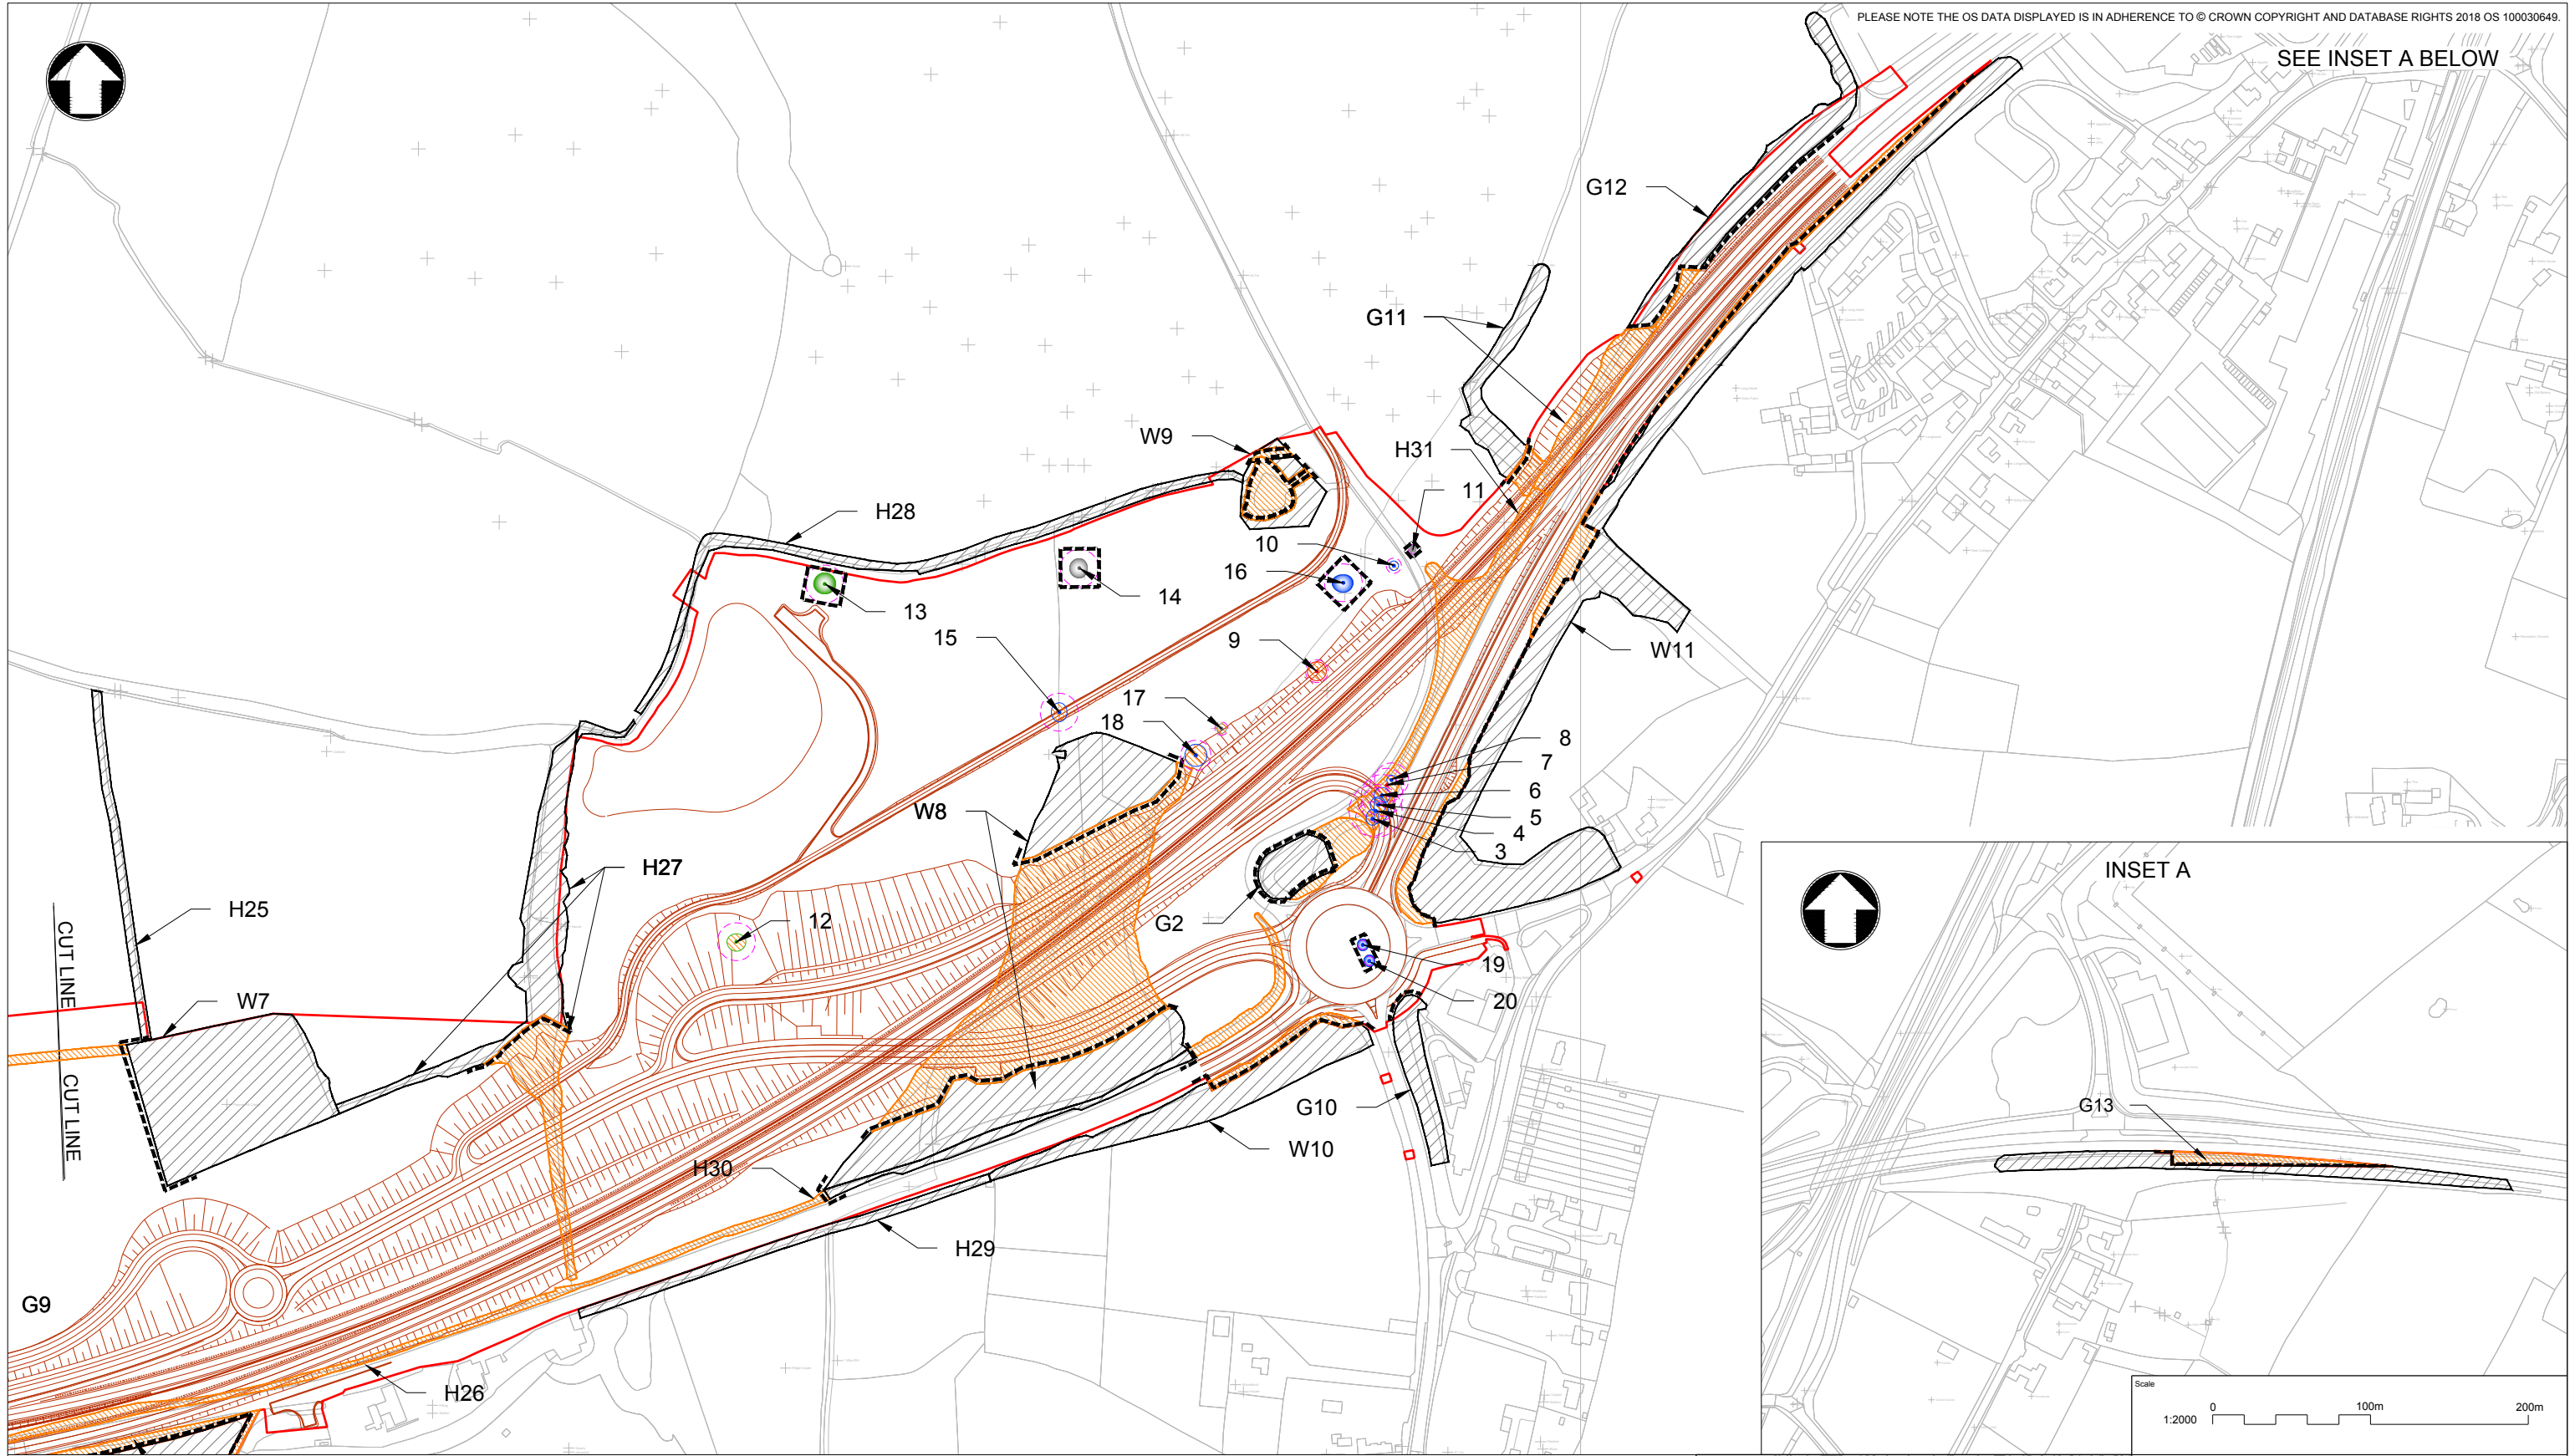 PLEASE NOTE THE OS DATA DISPLAYED IS IN ADHERENCE TO © CROWN COPYRIGHT AND DATABASE RIGHTS 2018 OS 100030649.
SEE INSET A BELOW
G12
G11
W9
H31
11
H28
10
16
14
13
15
9
W11
17
18
8
7
6
5
4
3
W8
H27
H25
G2
12
CUT LINE
19
W7
20
CUT LINE
G10
W10
H30
H29
G9
H26
INSET A
G13
Scale
1:2000
0
100m
200m